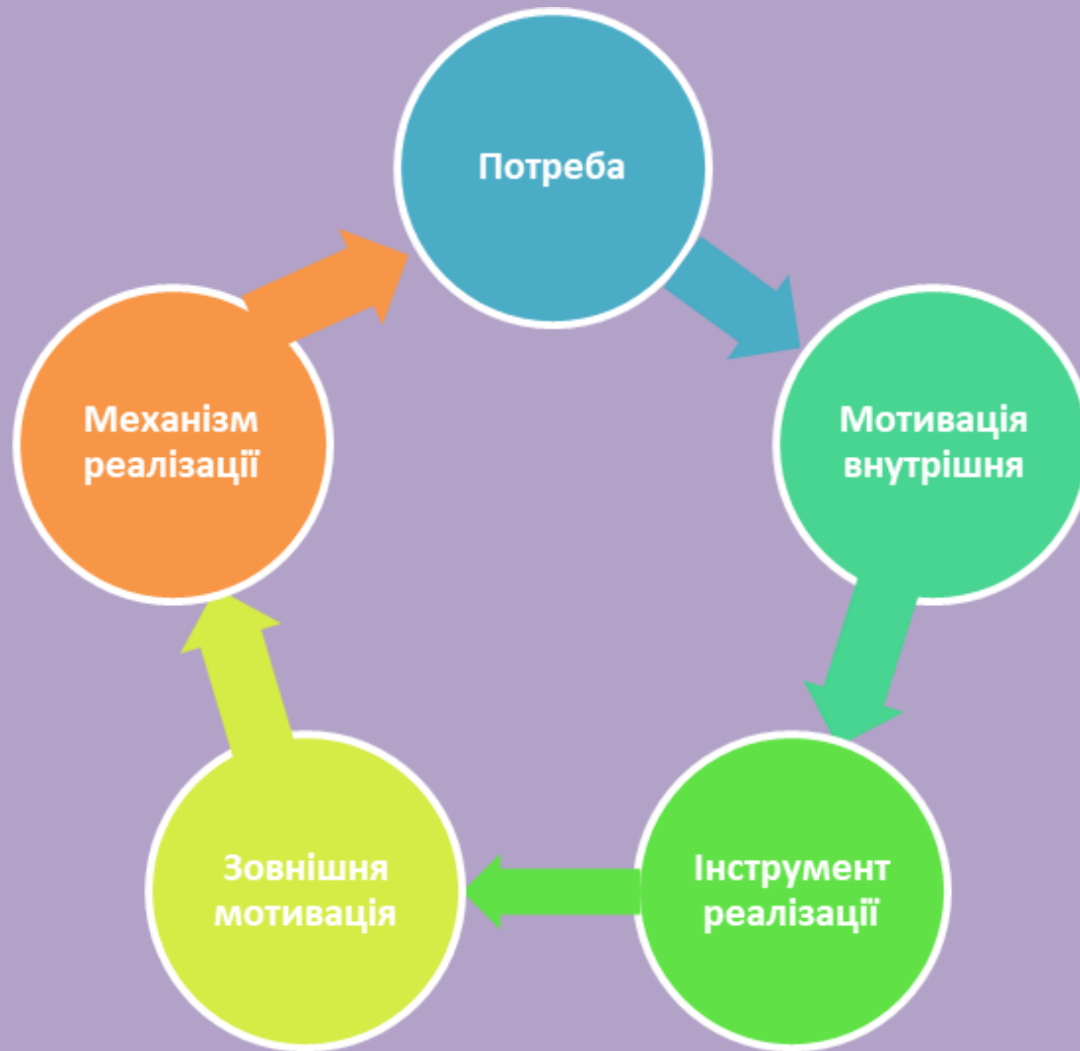 Потреба
Мотивація
внутрішня
Інструмент
реалізації
Зовнішня
мотивація
Механізм
реалізації